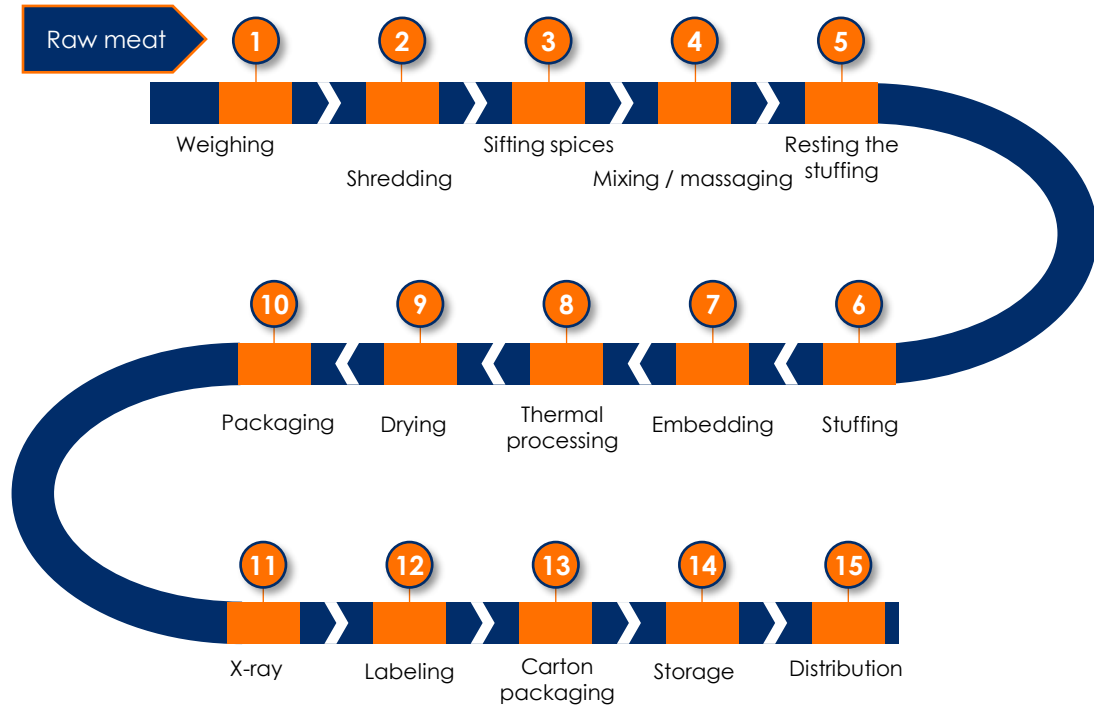 Raw meat
1
2
3
4
5
Weighing
Shredding
Sifting spices
Mixing / massaging
Resting the
stuffing
6
7
8
9
10
Stuffing
Embedding
Thermal
processing
Drying
Packaging
11
12
13
14
15
X-ray
Labeling
Carton
packaging
Storage
Distribution